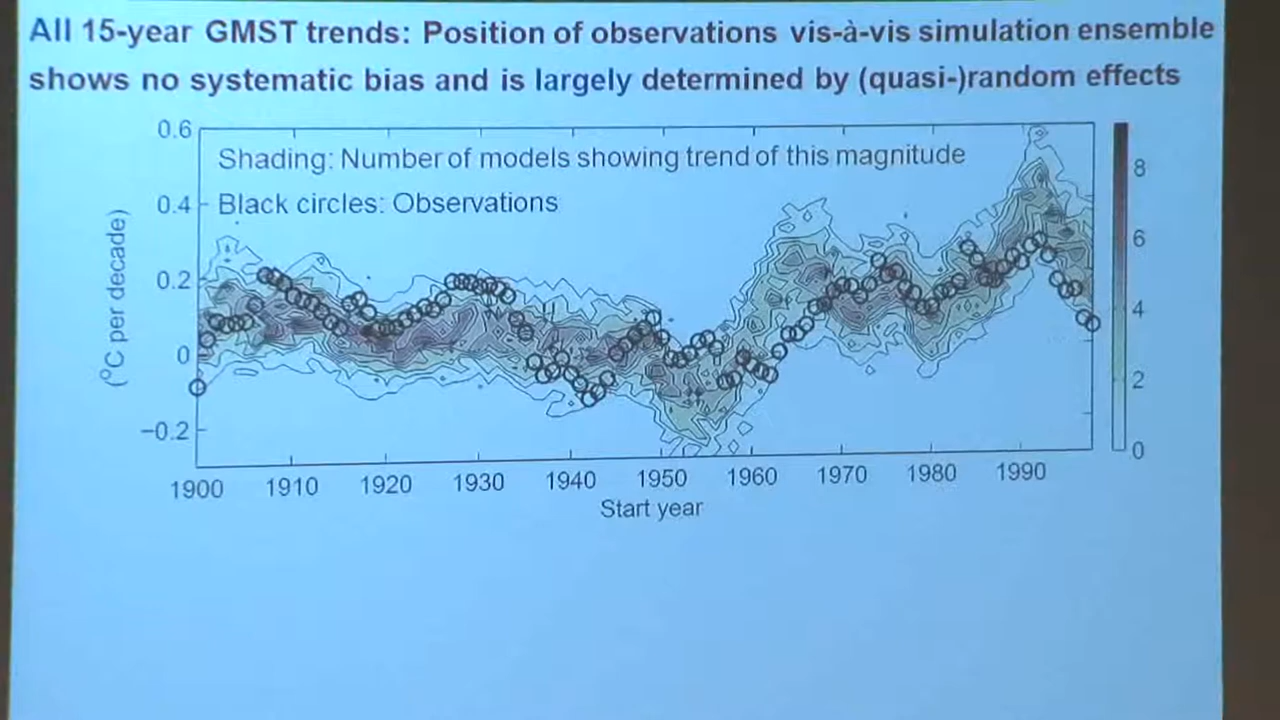 All 15-year GMST trends: Position of observations vis-à-vis simulation ensemble
shows no systematic bias and is largely determined by (quasi-)random effects
Shading: Number of models showing trend of this magnitude
Black circles: Observations
(°C per decade)
0.6
0.4
0.2
0
−0.2
1900 1910 1920 1930 1940 1950 1960 1970 1980 1990
Start year
8
6
4
2
0